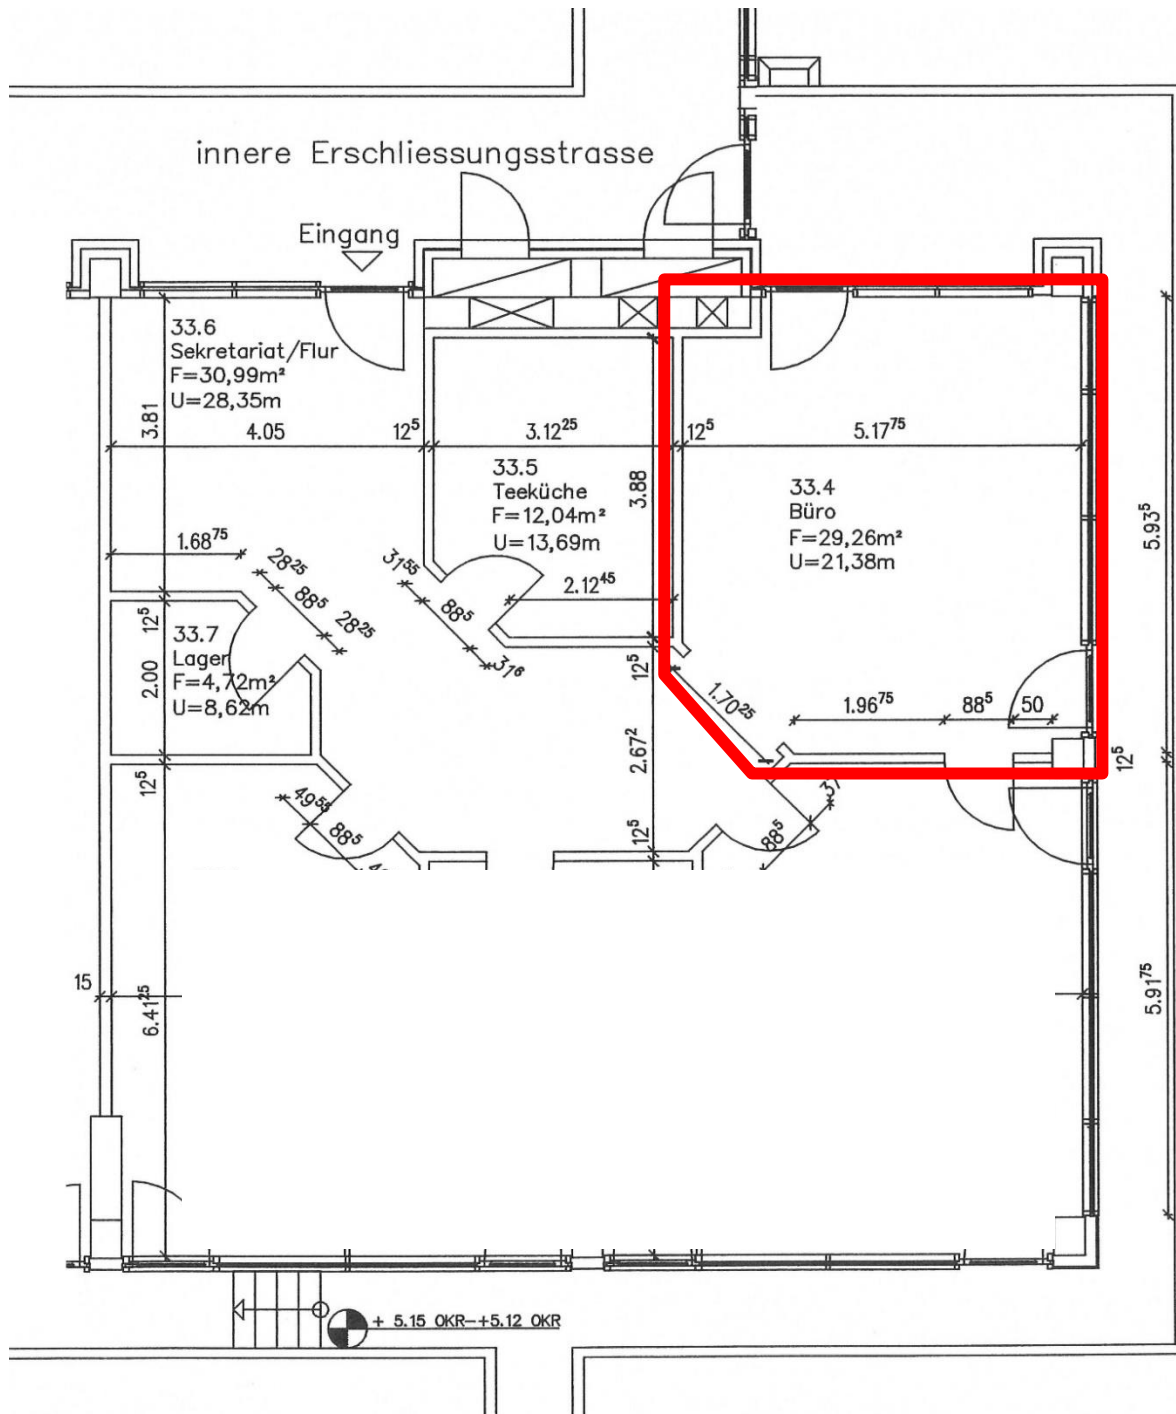 innere Erschliessungsstrasse
Eingang
33.6
Sekretariat/Flur
F=30,99m²
U=28,35m
3.81
4.05
12⁵
3.12²⁵
12⁵
5.17⁷⁵
33.5
Teeküche
F=12,04m²
U=13,69m
3.88
33.4
Büro
F=29,26m²
U=21,38m
5.93⁵
1.68⁷⁵
28²⁵
88⁵
28²⁵
31⁵⁵
88⁵
31⁶
2.12⁴⁵
12⁵
33.7
Lager
F=4,72m²
U=8,62m
2.00
12⁵
1.70²⁵
1.96⁷⁵
88⁵
50
2.67²
12⁵
12⁵
49⁵⁵
88⁵
12⁵
88⁵
15
6.41²⁵
5.91⁷⁵
+ 5.15 OKR-+5.12 OKR